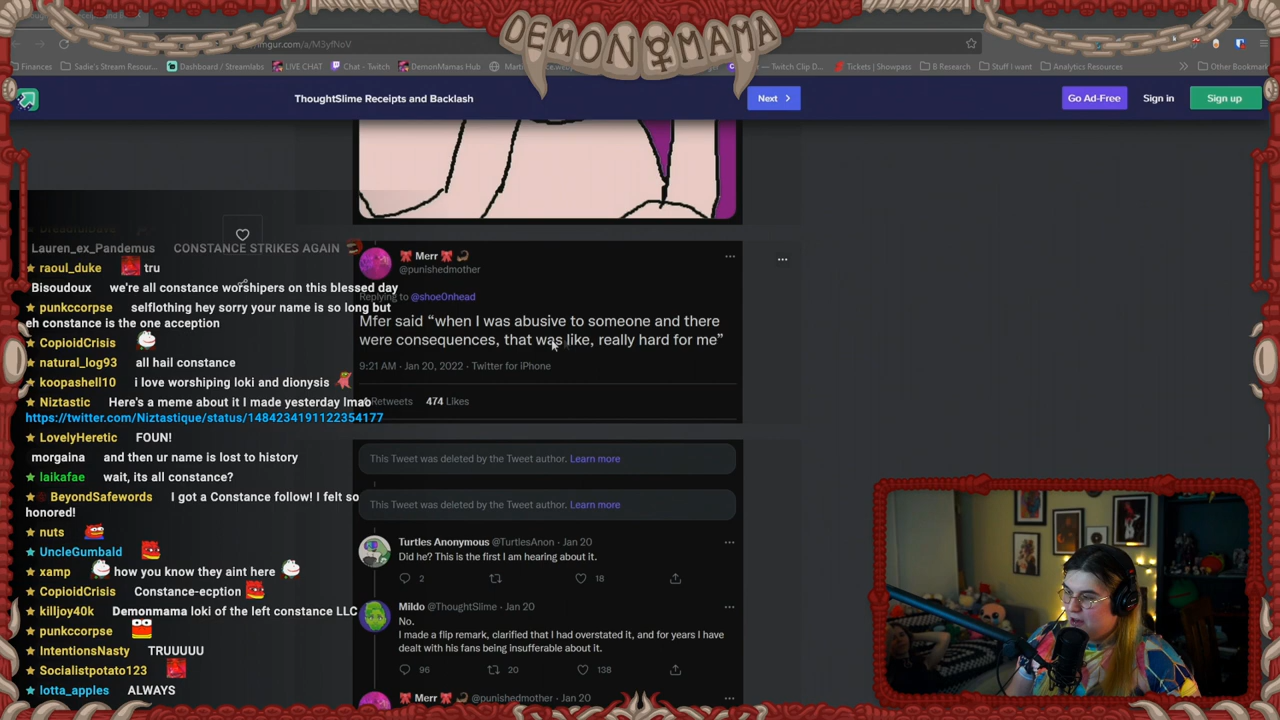 DEMON MAMA
imgur.com/a/M3yfNoV
Finances
Sadie's Stream Resour...
Dashboard / Streamlabs
LIVE CHAT
Chat - Twitch
DemonMamas Hub
Twitch Clip D...
Tickets | Showpass
B Research
Stuff I want
Analytics Resources
Other Bookmar
ThoughtSlime Receipts and Backlash
Next
Go Ad-Free
Sign in
Sign up
Lauren_ex_Pandemus CONSTANCE STRIKES AGAIN
raoul_duke tru
Bisoudoux we're all constance worshipers on this blessed day
punkccorpse selflothing hey sorry your name is so long but
eh constance is the one acception
CopioidCrisis
natural_log93 all hail constance
koopashell10 i love worshiping loki and dionysis
Niztastic Here's a meme about it I made yesterday lmao
https://twitter.com/Niztastique/status/1484234191122354177
LovelyHeretic FOUN!
morgaina and then ur name is lost to history
laikafae wait, its all constance?
BeyondSafewords I got a Constance follow! I felt so
honored!
nuts
UncleGumbald
xamp how you know they aint here
CopioidCrisis Constance-eption
killjoy40k Demonmama loki of the left constance LLC
punkccorpse
IntentionsNasty TRUUUUU
Socialistpotato123
lotta_apples ALWAYS
Merr
@punishedmother
Replying to @shoe0nhead
Mfer said “when I was abusive to someone and there
were consequences, that was like, really hard for me”
9:21 AM · Jan 20, 2022 · Twitter for iPhone
Retweets 474 Likes
This Tweet was deleted by the Tweet author. Learn more
This Tweet was deleted by the Tweet author. Learn more
Turtles Anonymous @TurtlesAnon · Jan 20
Did he? This is the first I am hearing about it.
2 18
Mildo @ThoughtSlime · Jan 20
No.
I made a flip remark, clarified that I had overstated it, and for years I have
dealt with his fans being insufferable about it.
96 20 138
Merr @punishedmother · Jan 20